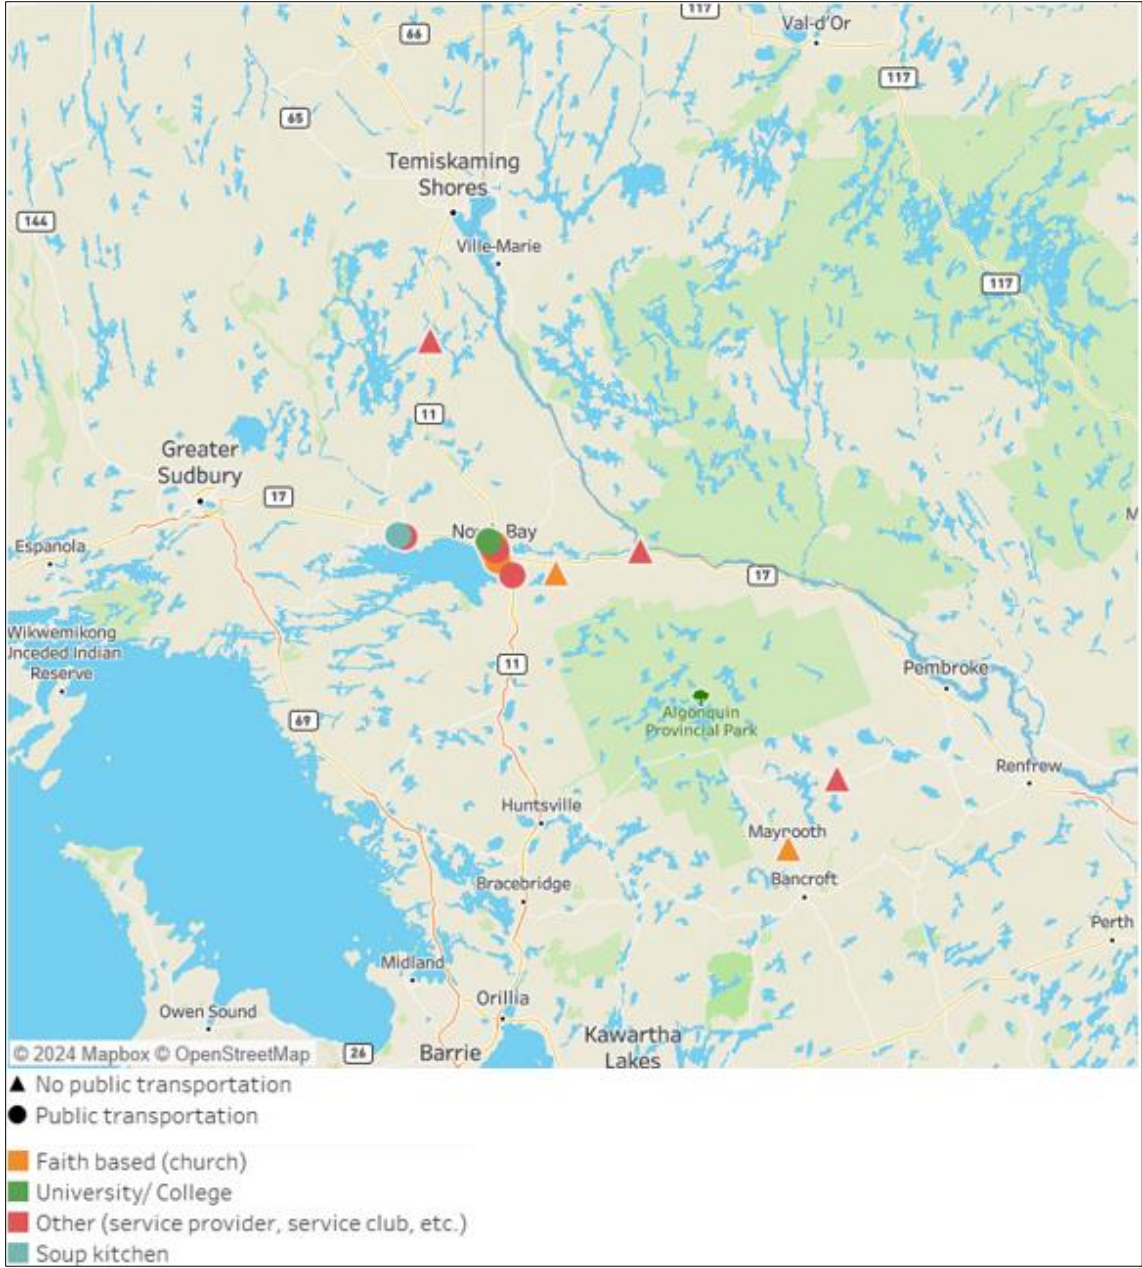 117
Val-d'Or
66
117
65
Temiskaming
Shores
144
Ville-Marie
117
11
Greater
Sudbury
17
Bay
Espanola
17
Wikwemikong
Unceded Indian
Reserve
11
Pembroke
69
Algonquin
Provincial Park
Renfrew
Huntsville
Maynooth
Bancroft
Bracebridge
Perth
Midland
Owen Sound
Orillia
Kawartha
Lakes
© 2024 Mapbox © OpenStreetMap
26
Barrie
No public transportation
Public transportation
Faith based (church)
University/ College
Other (service provider, service club, etc.)
Soup kitchen